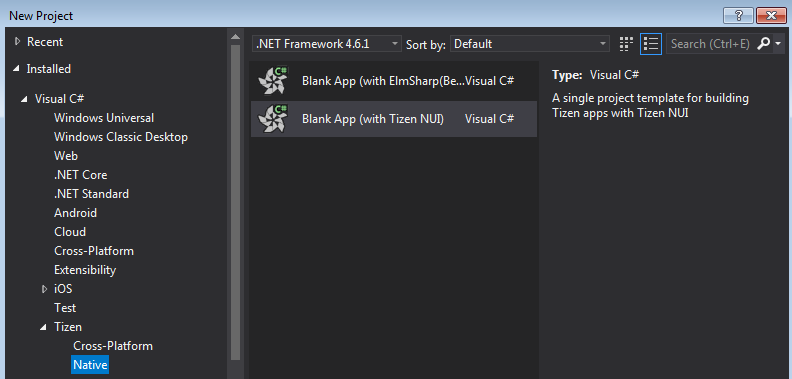 New Project
?
Recent
Installed
Visual C#
Windows Universal
Windows Classic Desktop
Web
.NET Core
.NET Standard
Android
Cloud
Cross-Platform
Extensibility
iOS
Test
Tizen
Cross-Platform
Native
.NET Framework 4.6.1
Sort by: Default
Search (Ctrl+E)
C# Blank App (with ElmSharp(Be... Visual C#
C# Blank App (with Tizen NUI) Visual C#
Type: Visual C#
A single project template for building
Tizen apps with Tizen NUI